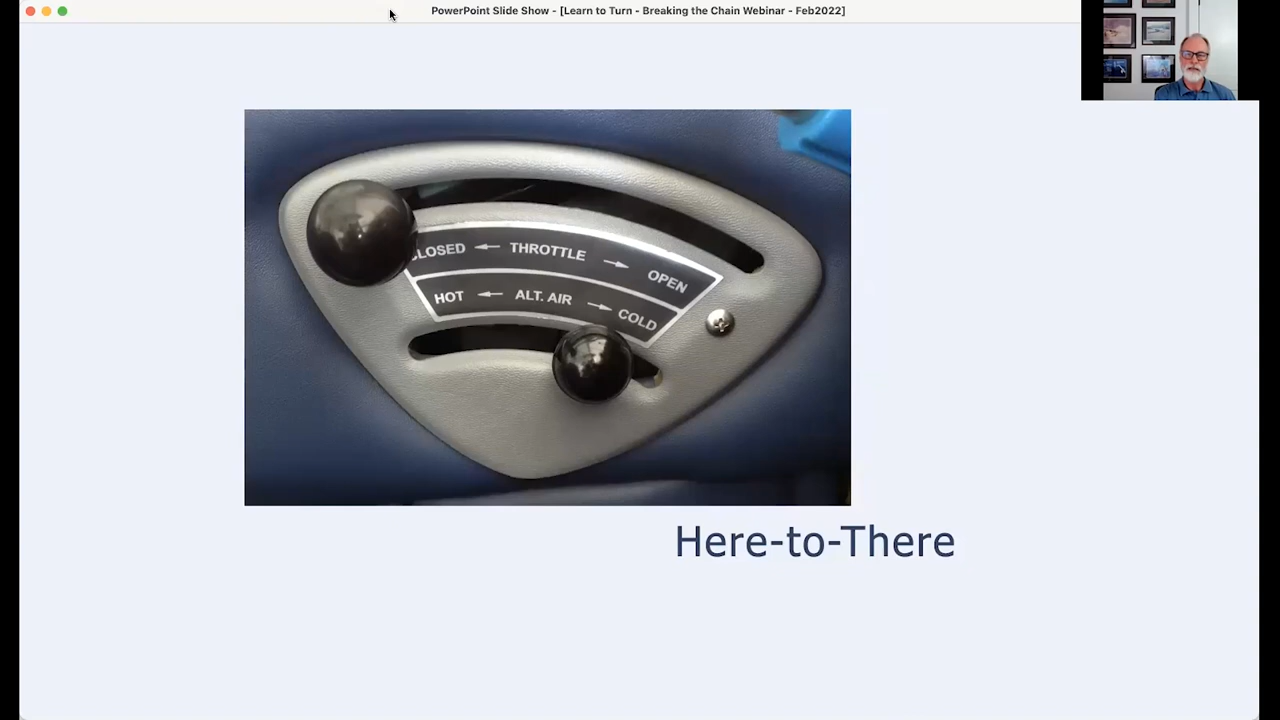 PowerPoint Slide Show - [Learn to Turn - Breaking the Chain Webinar - Feb2022]
CLOSED ← THROTTLE → OPEN
HOT ← ALT. AIR → COLD
Here-to-There